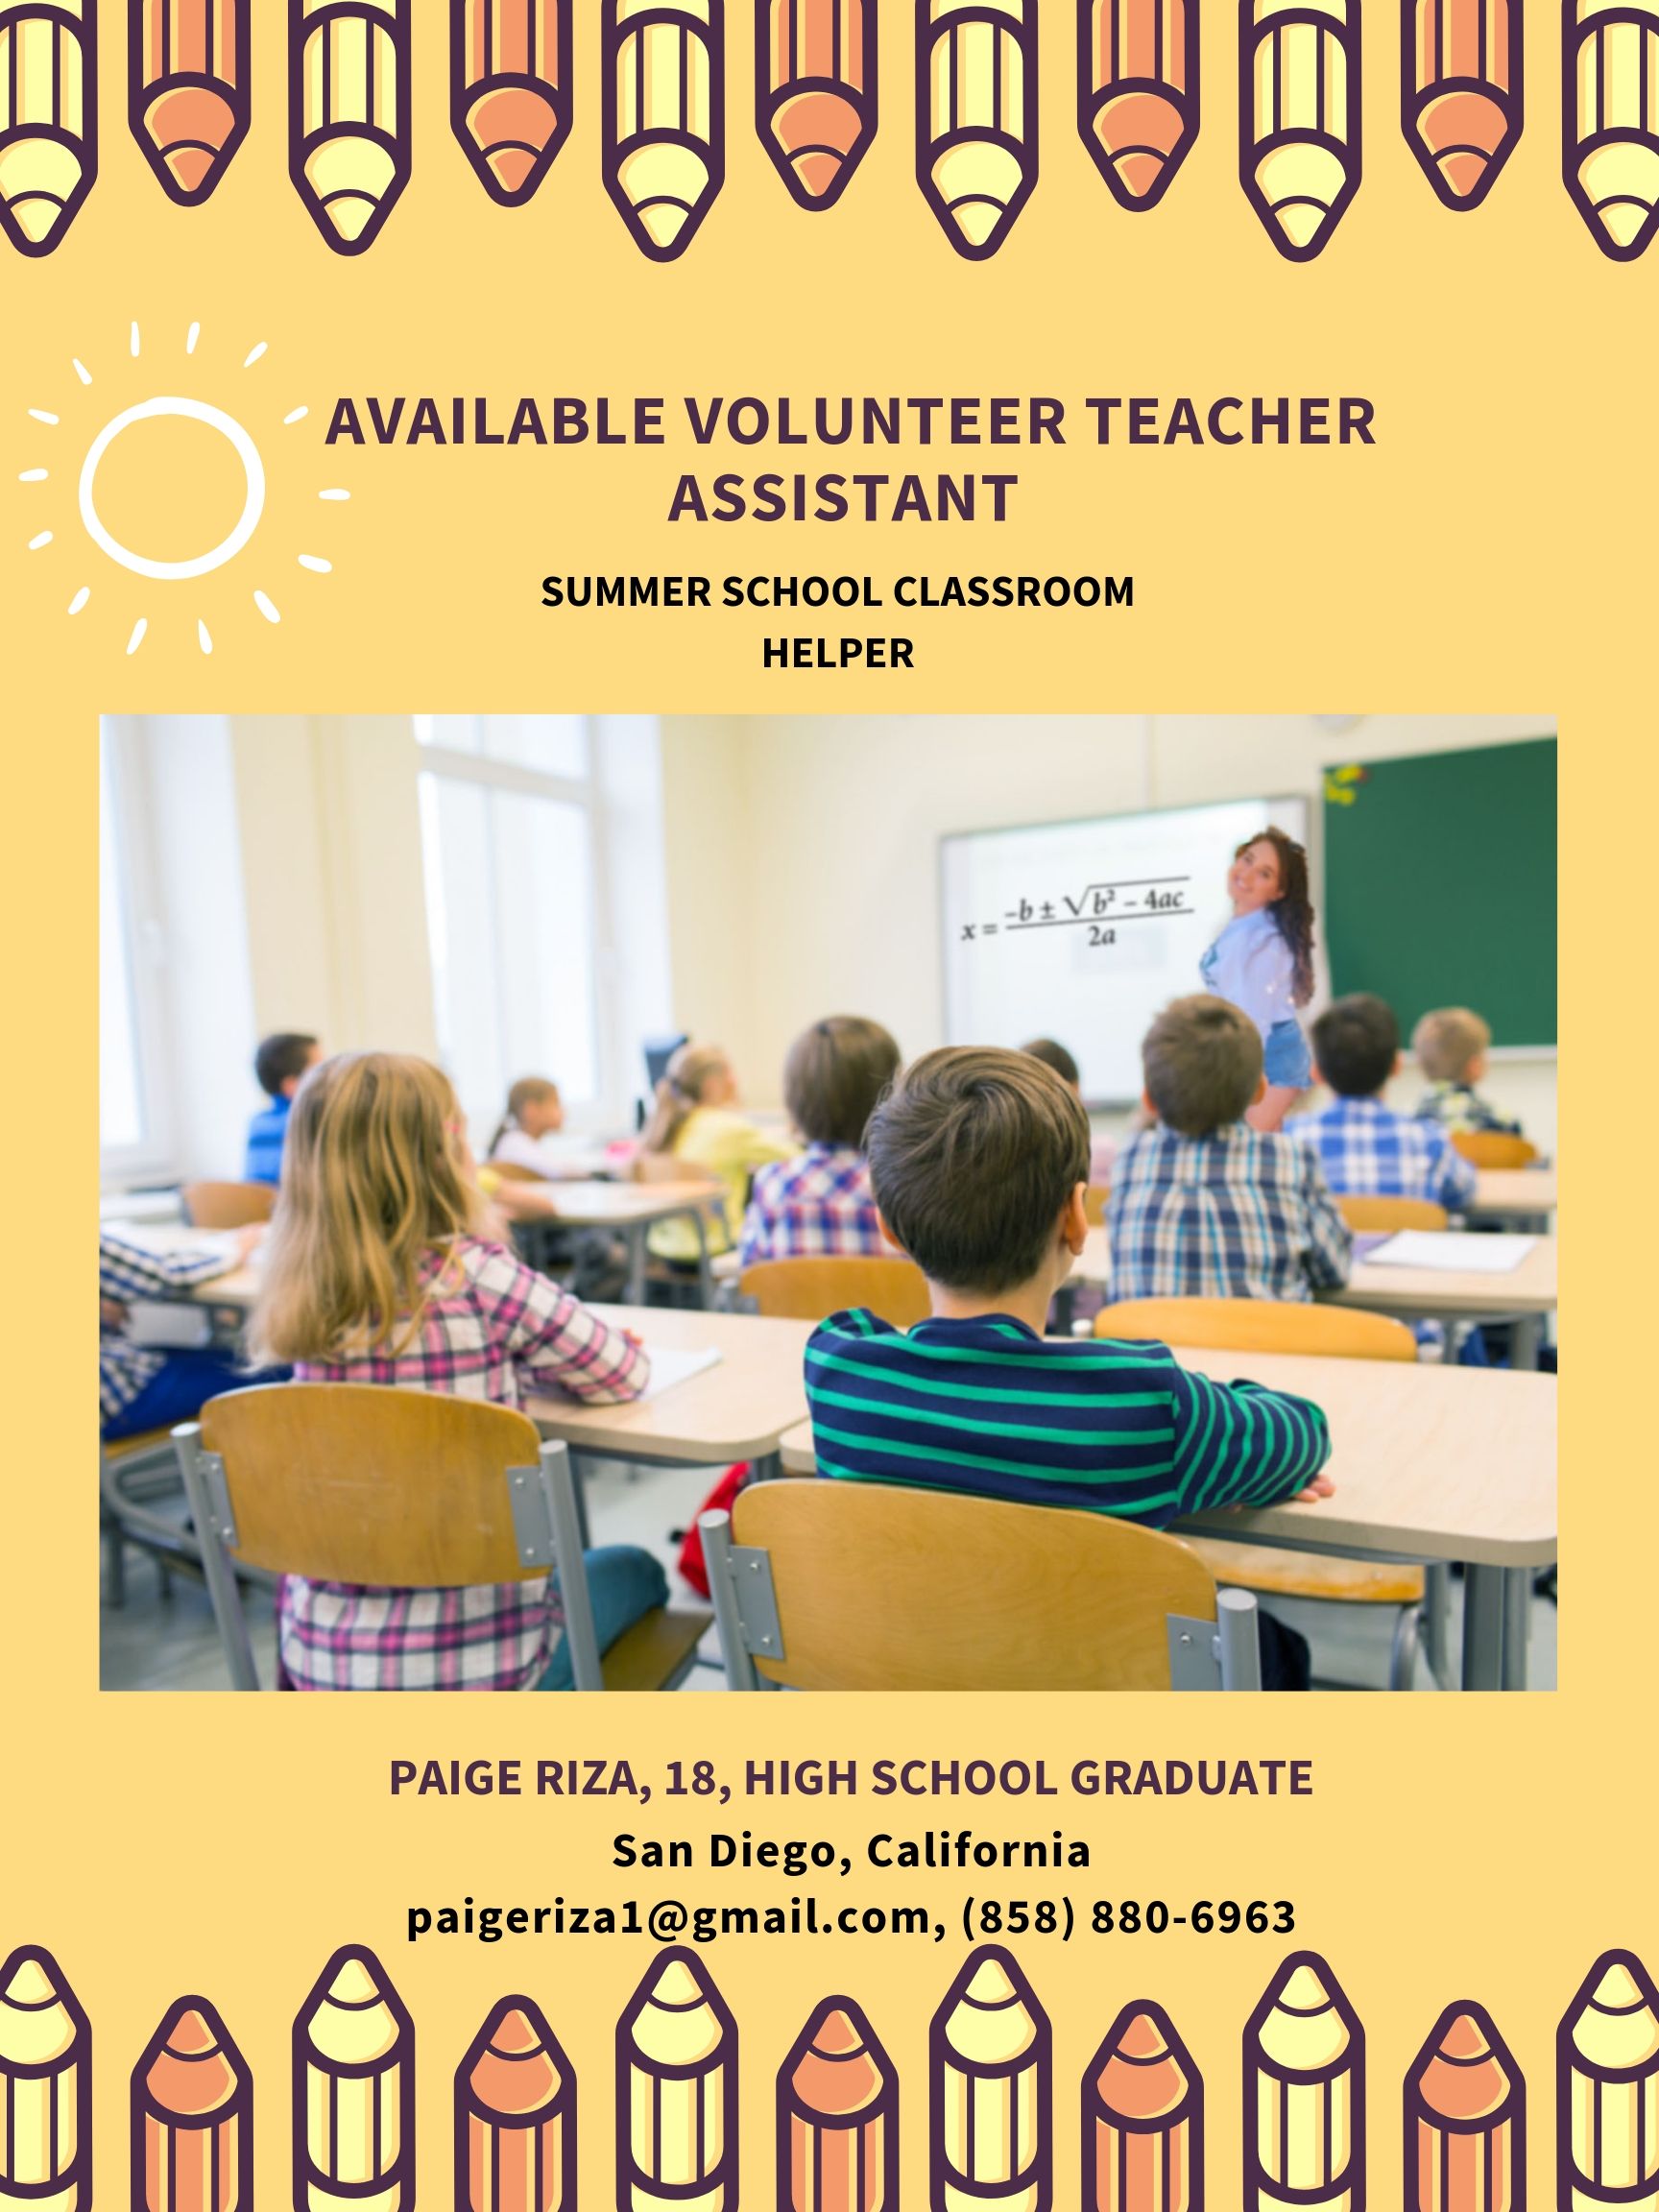 AVAILABLE VOLUNTEER TEACHER
ASSISTANT
SUMMER SCHOOL CLASSROOM
HELPER
x = -b ± √b² – 4ac
2a
PAIGE RIZA, 18, HIGH SCHOOL GRADUATE
San Diego, California
paigeriza1@gmail.com, (858) 880-6963